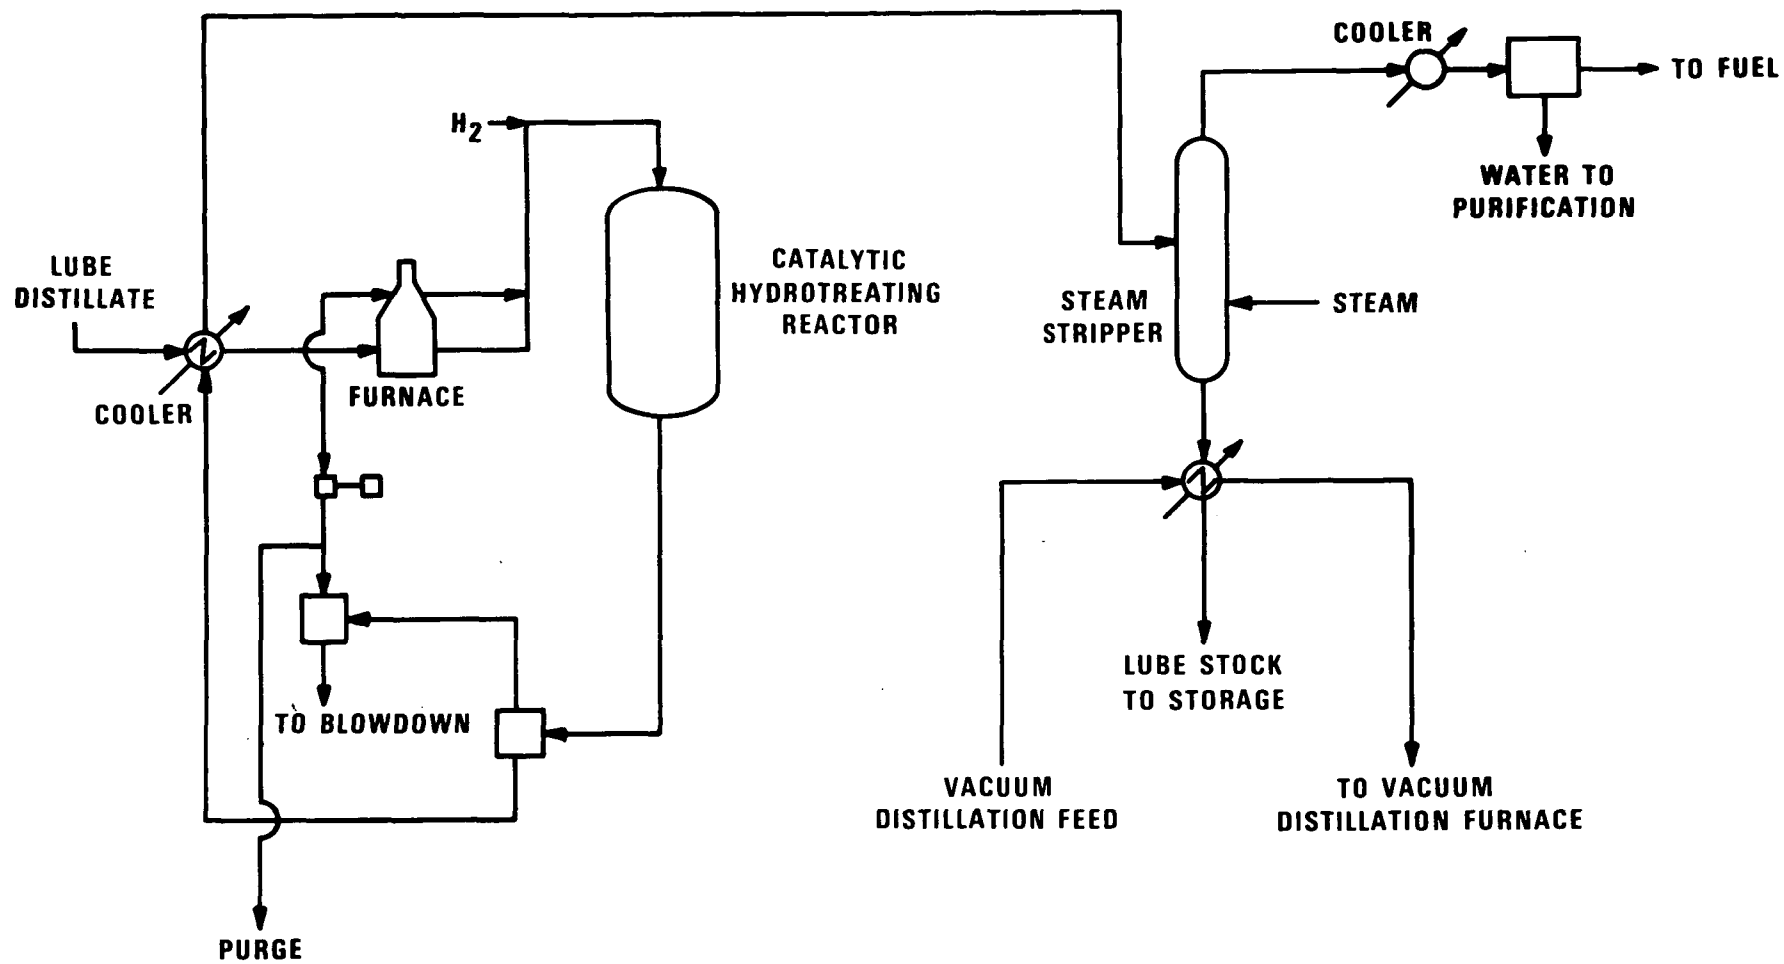 COOLER
TO FUEL
H2
WATER TO
PURIFICATION
LUBE
DISTILLATE
CATALYTIC
HYDROTREATING
REACTOR
STEAM
STRIPPER
STEAM
FURNACE
COOLER
LUBE STOCK
TO STORAGE
TO BLOWDOWN
VACUUM
DISTILLATION FEED
TO VACUUM
DISTILLATION FURNACE
PURGE